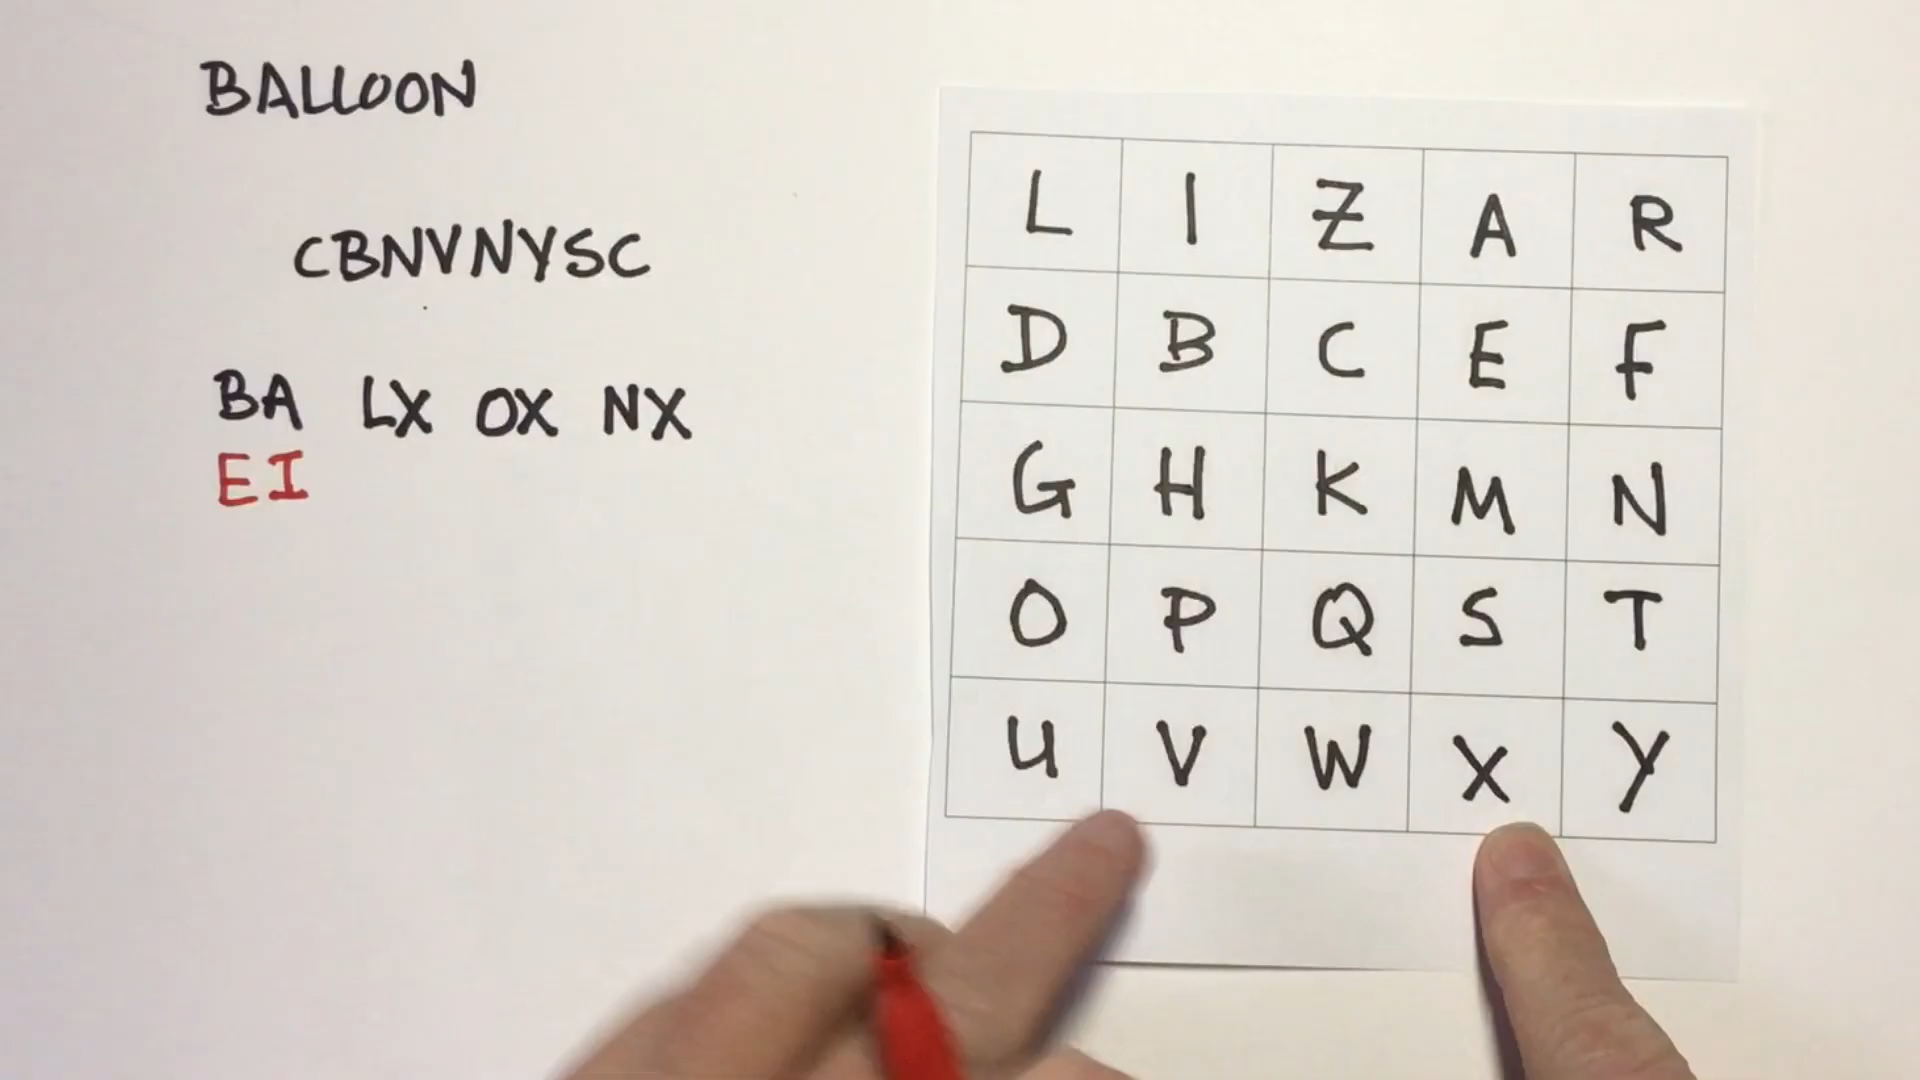 BALLOON
CBNVNYSC
BA LX OX NX
EI
L I Z A R
D B C E F
G H K M N
O P Q S T
U V W X Y